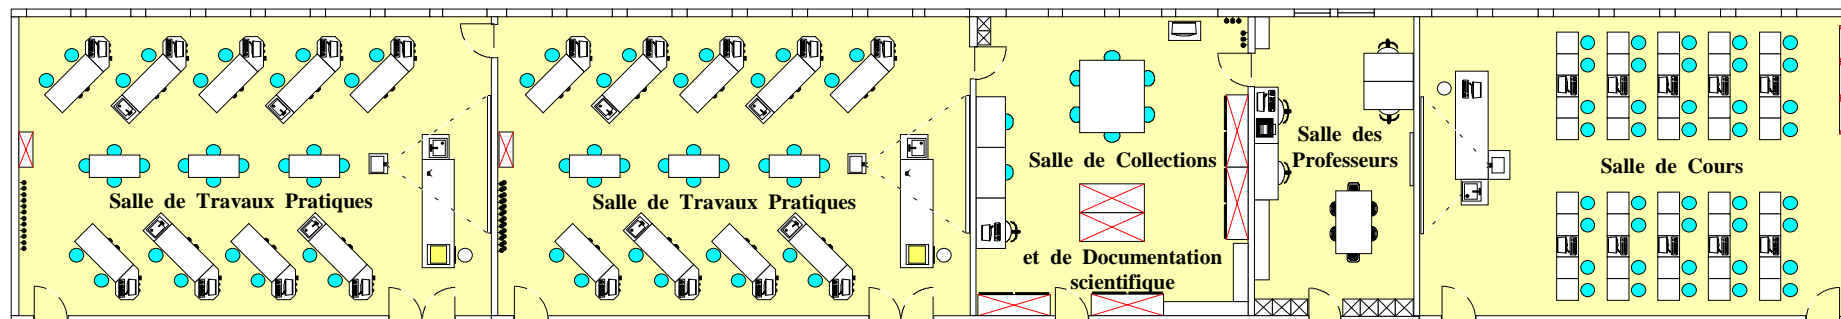 Salle de Travaux Pratiques
Salle de Travaux Pratiques
Salle de Collections
et de Documentation
scientifique
Salle des
Professeurs
Salle de Cours